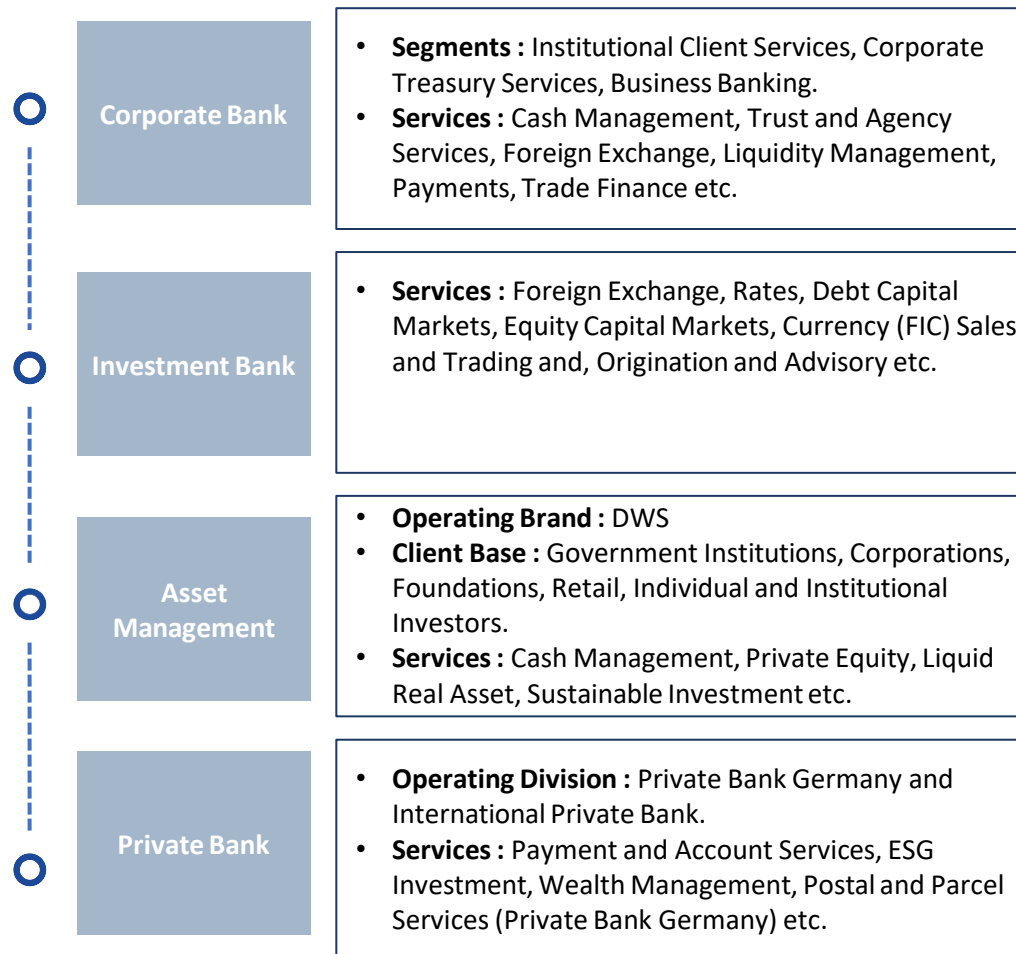 Corporate Bank
• Segments : Institutional Client Services, Corporate
Treasury Services, Business Banking.
• Services : Cash Management, Trust and Agency
Services, Foreign Exchange, Liquidity Management,
Payments, Trade Finance etc.
Investment Bank
• Services : Foreign Exchange, Rates, Debt Capital
Markets, Equity Capital Markets, Currency (FIC) Sales
and Trading and, Origination and Advisory etc.
Asset
Management
• Operating Brand : DWS
• Client Base : Government Institutions, Corporations,
Foundations, Retail, Individual and Institutional
Investors.
• Services : Cash Management, Private Equity, Liquid
Real Asset, Sustainable Investment etc.
Private Bank
• Operating Division : Private Bank Germany and
International Private Bank.
• Services : Payment and Account Services, ESG
Investment, Wealth Management, Postal and Parcel
Services (Private Bank Germany) etc.